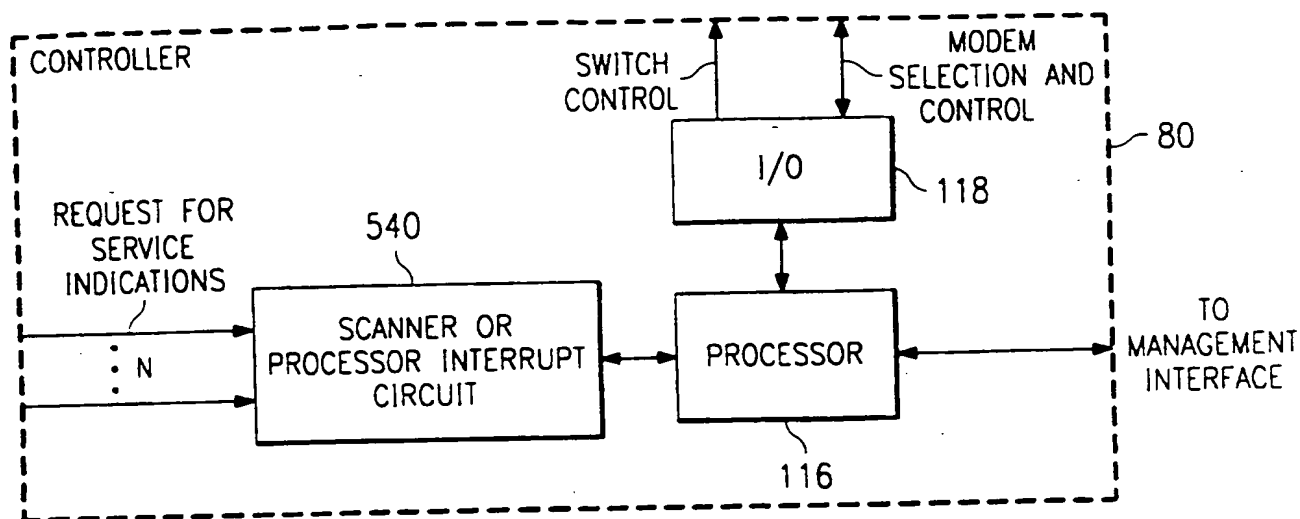 CONTROLLER
SWITCH
CONTROL
MODEM
SELECTION AND
CONTROL
80
I/O
118
REQUEST FOR
SERVICE
INDICATIONS
540
N
SCANNER OR
PROCESSOR INTERRUPT
CIRCUIT
PROCESSOR
116
TO
MANAGEMENT
INTERFACE